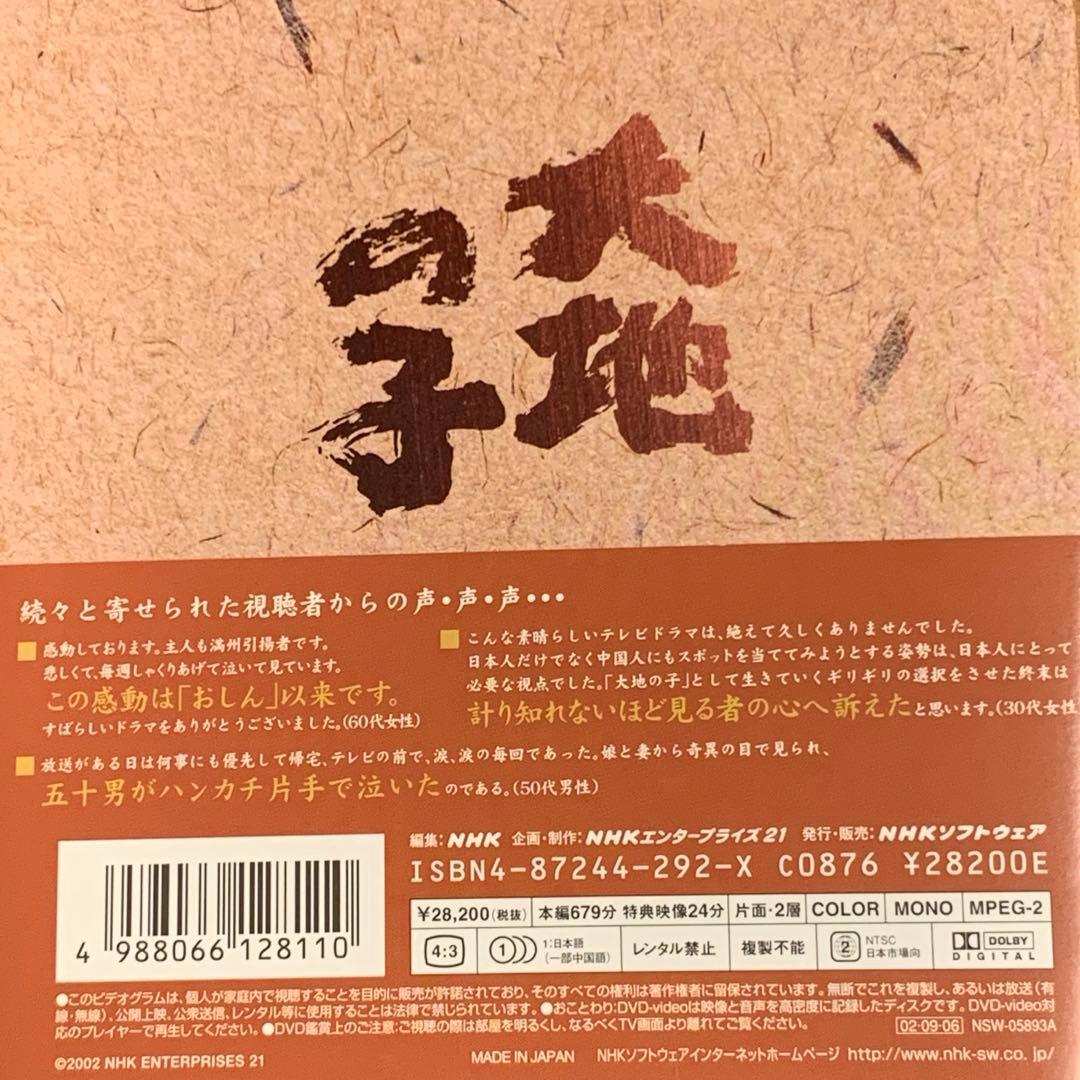 大地
の子
続々と寄せられた視聴者からの声・声・声・・・
感動しております。主人も満州引揚者です。
悲しくて、毎週しゃくりあげて泣いて見ています。
この感動は「おしん」以来です。
すばらしいドラマをありがとうございました。(60代女性)
こんな素晴らしいテレビドラマは、絶えて久しくありませんでした。
日本人だけでなく中国人にもスポットを当ててみようとする姿勢は、日本人にとって
必要な視点でした。「大地の子」として生きていくギリギリの選択をさせた終末は
計り知れないほど見る者の心へ訴えたと思います。(30代女性
放送がある日は何事にも優先して帰宅、テレビの前で、涙、涙の毎回であった。娘と妻から奇異の目で見られ、
五十男がハンカチ片手で泣いたのである。(50代男性)
編集:NHK 企画・制作:NHKエンタープライズ21 発行・販売:NHKソフトウェア
ISBN4-87244-292-X C0876 ¥28200E
¥28,200(税抜) 本編679分 特典映像24分 片面・2層 COLOR MONO MPEG-2
4:3 1 1:日本語(一部中国語) レンタル禁止 複製不能 2 NTSC 日本市場向 DOLBY DIGITAL
4 988066 128110
●このビデオグラムは、個人が家庭内で視聴することを目的に販売が許諾されており、そのすべての権利は著作権者に留保されています。無断でこれを複製し、あるいは放送(有
線・無線)、公開上映、公衆送信、レンタル等に使用することは法律で禁じられています。●おことわり:DVD-videoは映像と音声を高密度に記録したディスクです。DVD-video対
応のプレイヤーで再生してください。●DVD鑑賞上のご注意:ご視聴の際は部屋を明るくし、なるべくTV画面より離れてご覧ください。 02-09-06 NSW-05893A
©2002 NHK ENTERPRISES 21 MADE IN JAPAN NHKソフトウェアインターネットホームページ http://www.nhk-sw.co.jp/